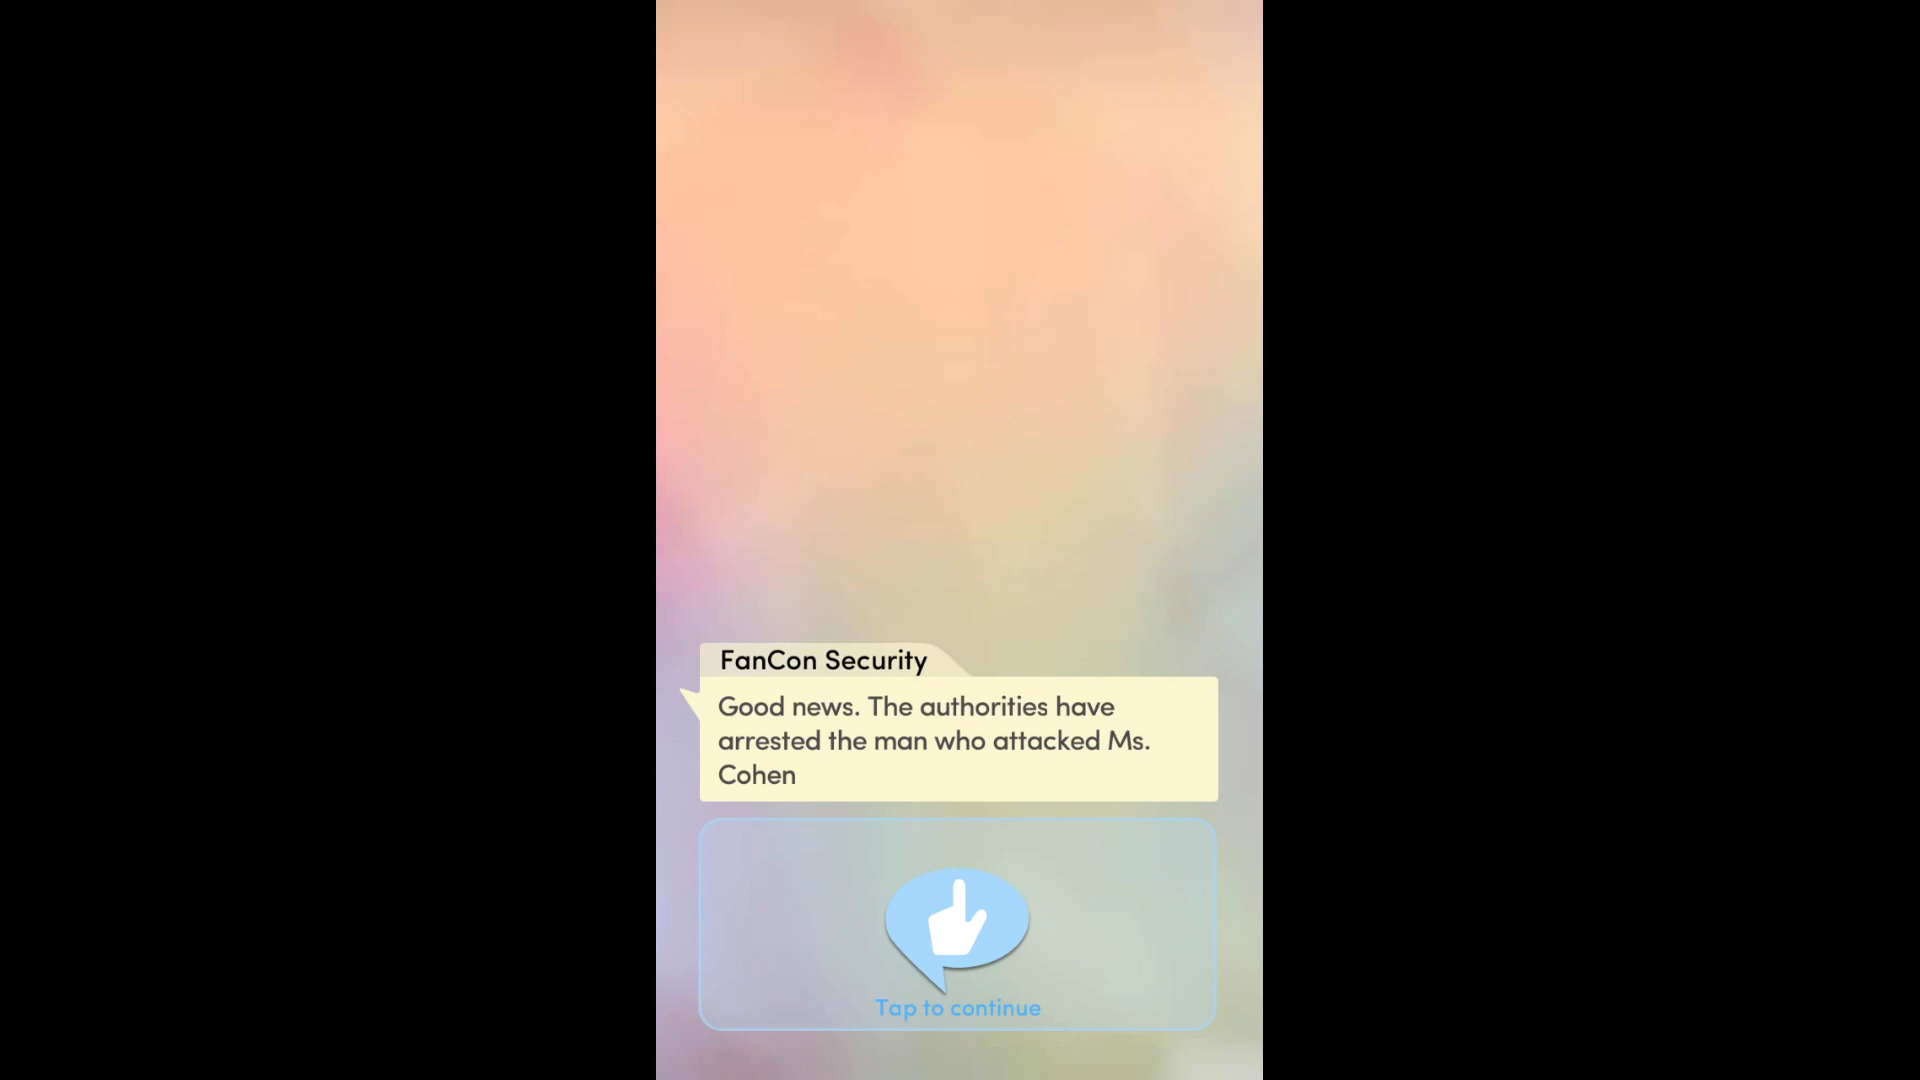 FanCon Security
Good news. The authorities have
arrested the man who attacked Ms.
Cohen
Tap to continue